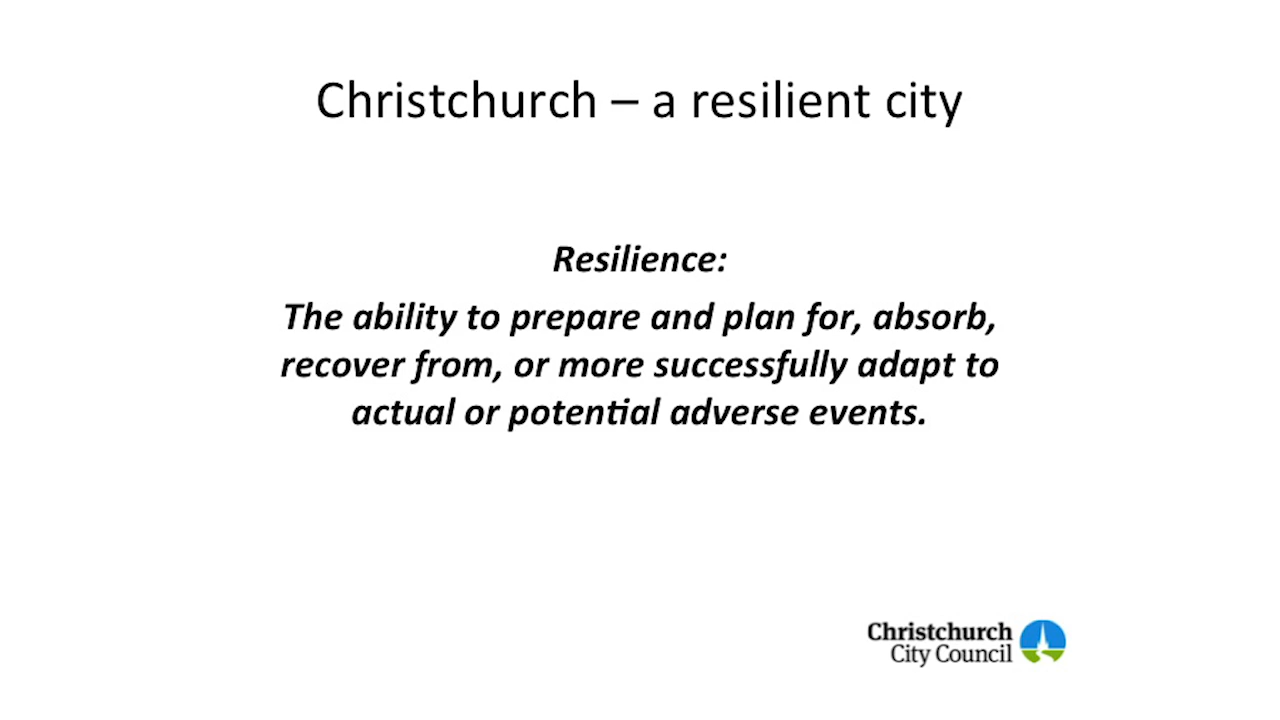 Christchurch – a resilient city
Resilience:
The ability to prepare and plan for, absorb,
recover from, or more successfully adapt to
actual or potential adverse events.
Christchurch
City Council